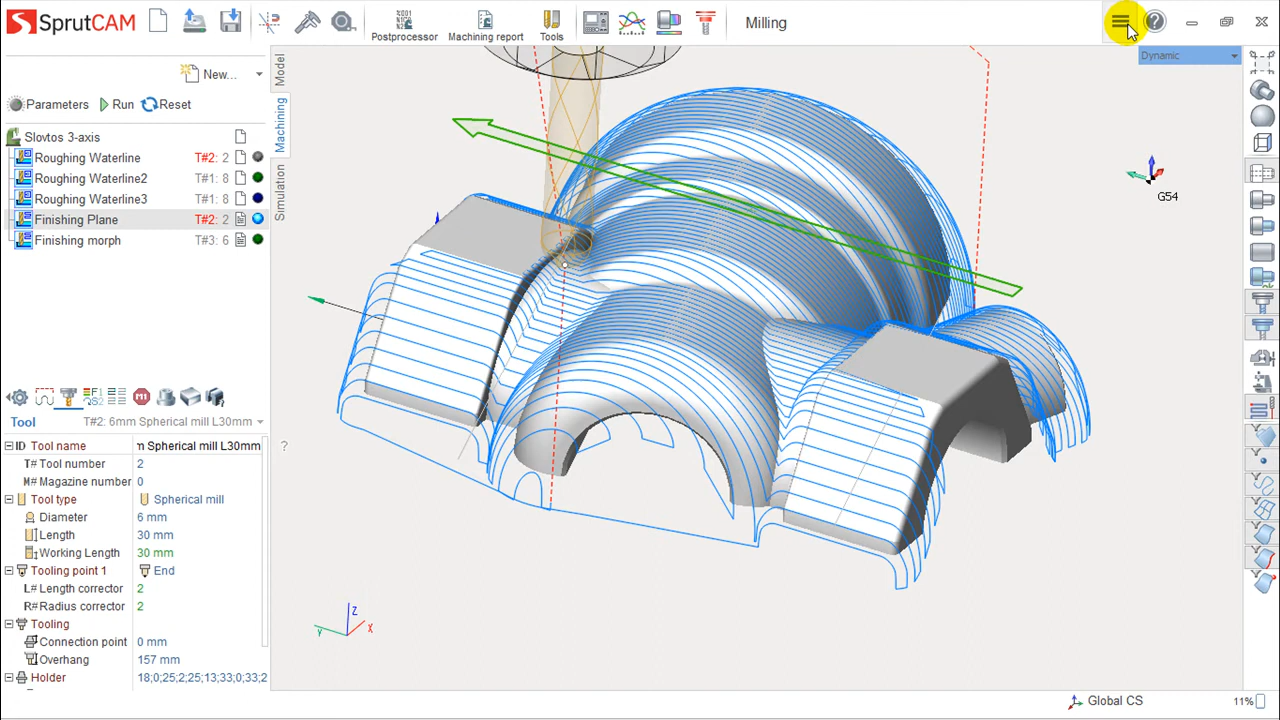 SprutCAM
Postprocessor
Machining report
Tools
Milling
Dynamic
New...
Parameters Run Reset
Model
Machining
Simulation
Slovtos 3-axis
Roughing Waterline T#2: 2
Roughing Waterline2 T#1: 8
Roughing Waterline3 T#1: 8
Finishing Plane T#2: 2
Finishing morph T#3: 6
G54
Tool T#2: 6mm Spherical mill L30mm
ID Tool name n Spherical mill L30mm
T# Tool number 2
M# Magazine number 0
Tool type Spherical mill
Diameter 6 mm
Length 30 mm
Working Length 30 mm
Tooling point 1 End
L# Length corrector 2
R# Radius corrector 2
Tooling
Connection point 0 mm
Overhang 157 mm
Holder 18;0;25;2;25;13;33;0;33;2
?
Z
Y
X
Global CS
11%